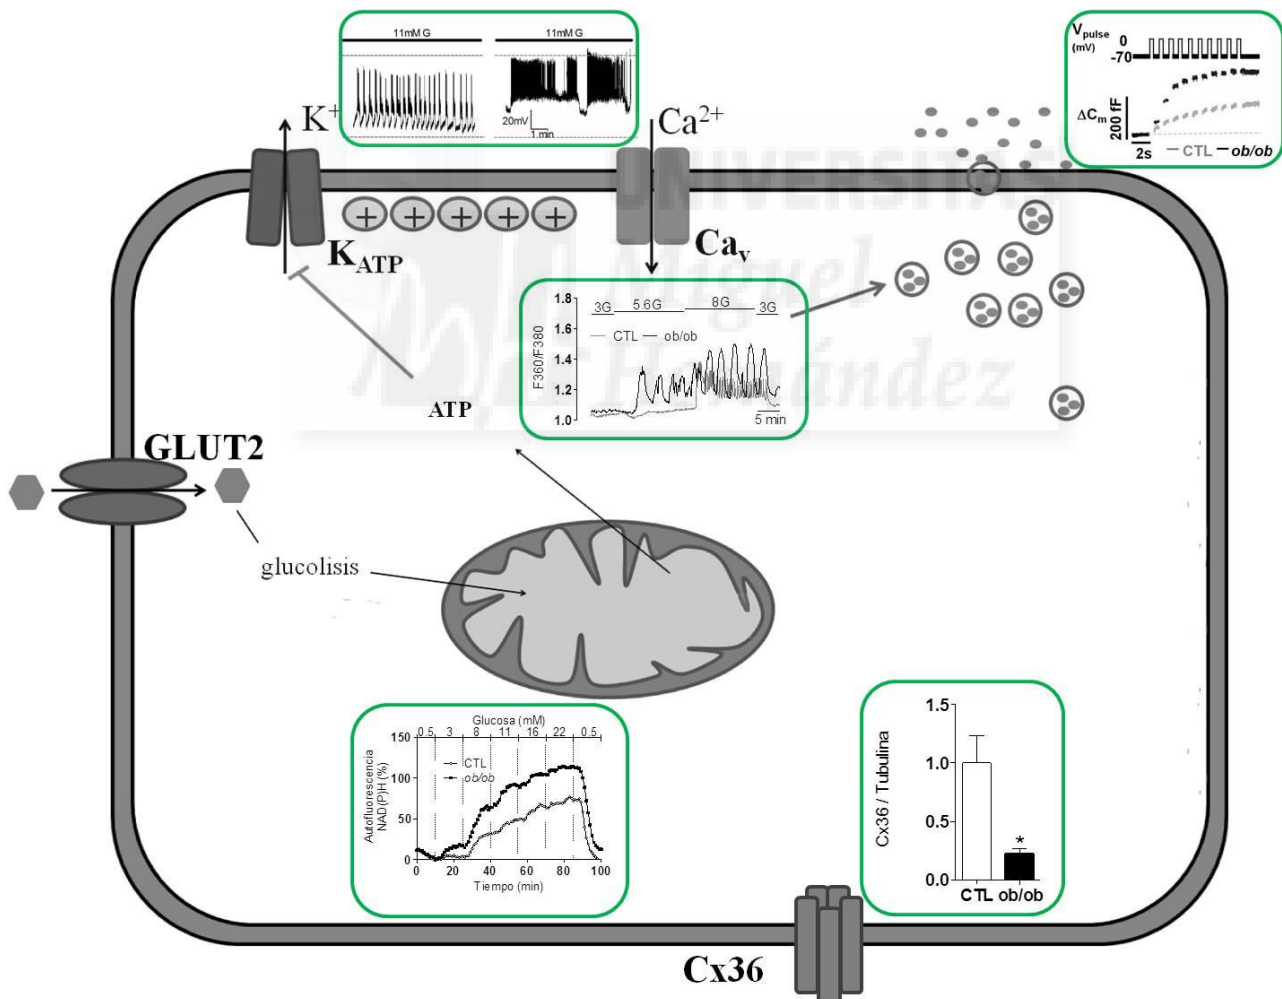 11mM G
11mM G
20mV
1 min
V pulse
(mV)
0
-70
ΔCm
200 fF
2s
CTL
ob/ob
K+
Ca2+
UNIVERSITAS
Miguel
Hernández
KATP
Cav
1.8
1.6
1.4
1.2
1.0
F360/F380
3G
5.6G
8G
3G
CTL
ob/ob
5 min
ATP
GLUT2
glucolisis
Glucosa (mM)
0.5 3 8 11 16 22 0.5
150
100
50
0
Autofluorescencia
NAD(P)H (%)
CTL
ob/ob
0 20 40 60 80 100
Tiempo (min)
1.5
1.0
0.5
0.0
Cx36 / Tubulina
*
CTL ob/ob
Cx36